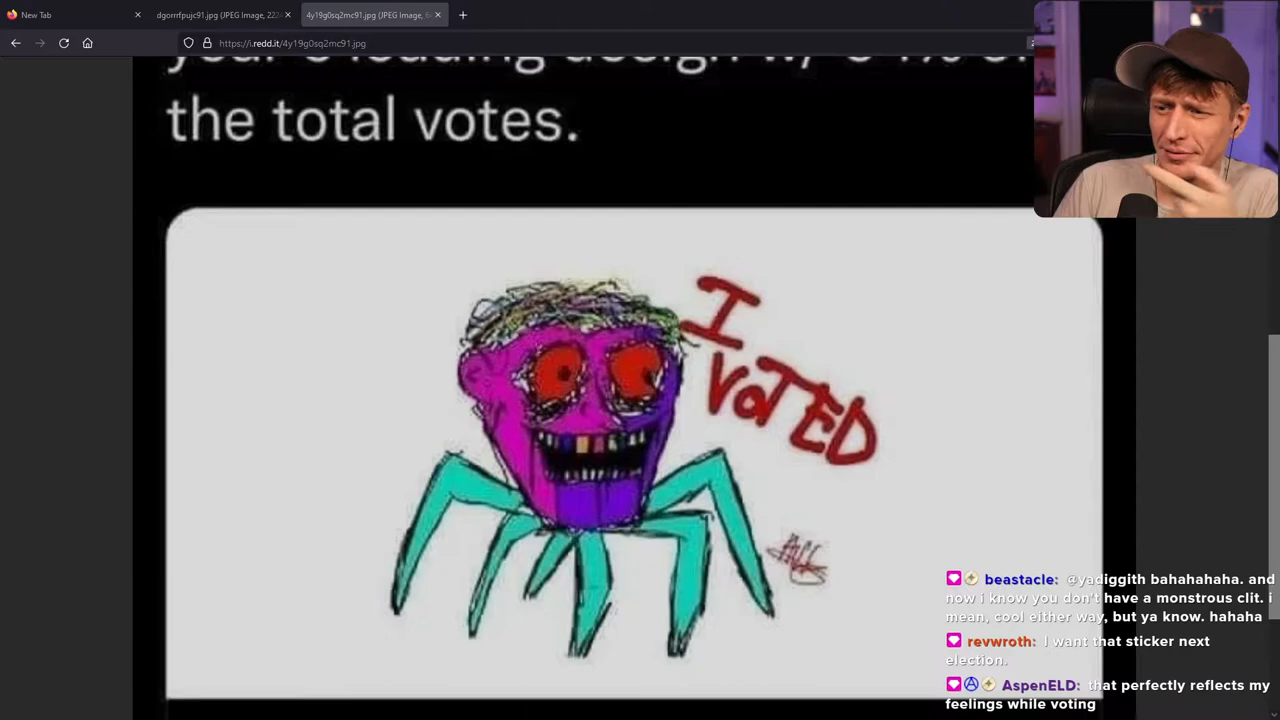 New Tab
dgorrrfpujc91.jpg (JPEG Image, 222
4y19g0sq2mc91.jpg (JPEG Image,
https://i.redd.it/4y19g0sq2mc91.jpg
the total votes.
I
VOTED
beastacle: @yadiggith bahahahaha. and
now i know you don't have a monstrous clit. i
mean, cool either way, but ya know. hahaha
revwroth: I want that sticker next
election.
AspenELD: that perfectly reflects my
feelings while voting